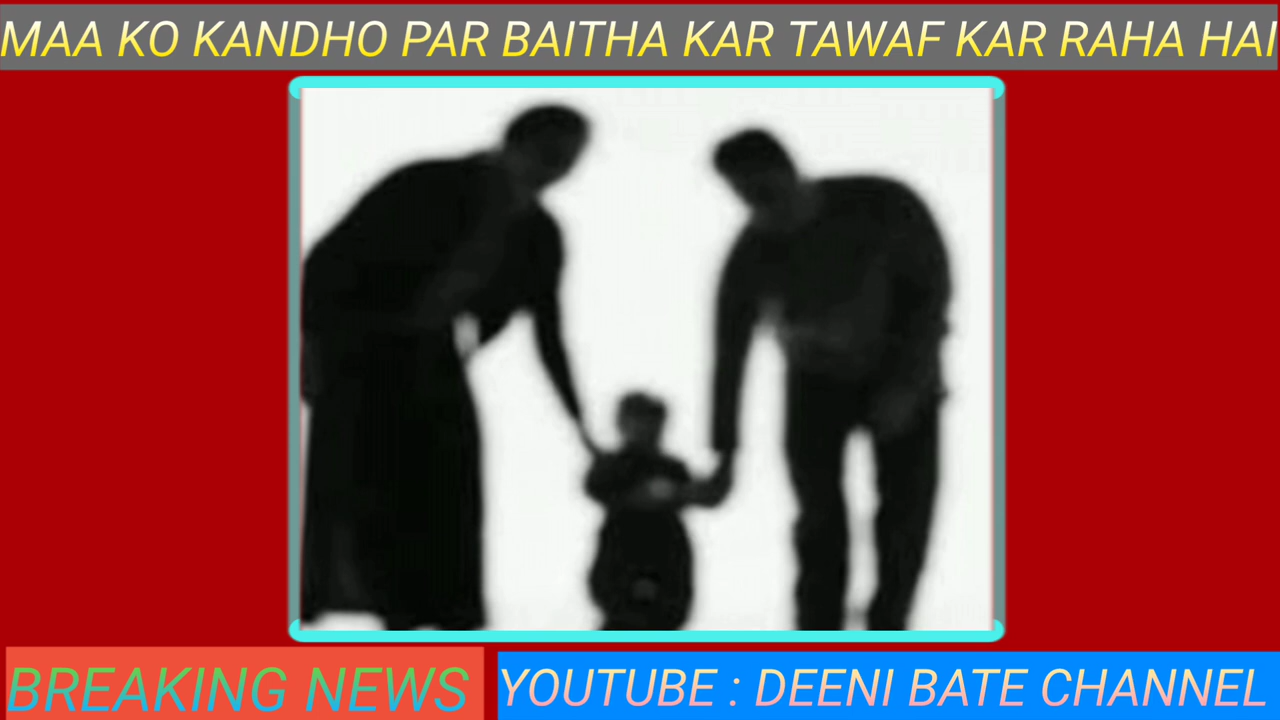 MAA KO KANDHO PAR BAITHA KAR TAWAF KAR RAHA HAI
BREAKING NEWS
YOUTUBE : DEENI BATE CHANNEL